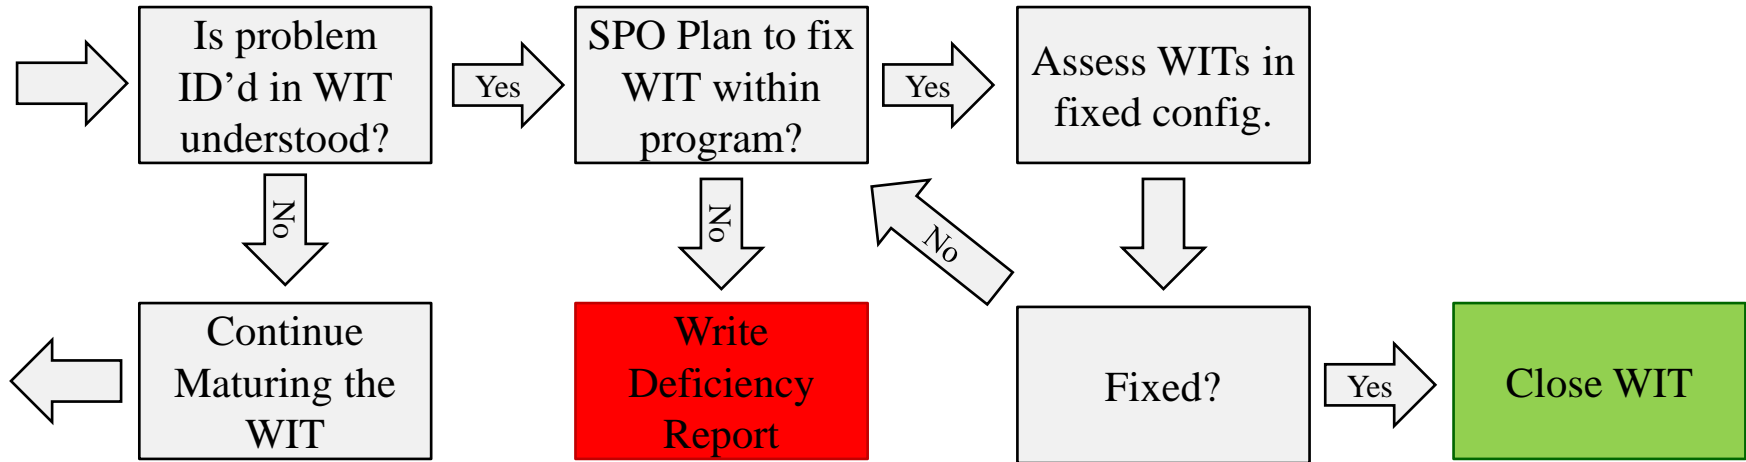 Is problem
ID’d in WIT
understood?
Yes
SPO Plan to fix
WIT within
program?
Yes
Assess WITs in
fixed config.
No
No
No
Continue
Maturing the
WIT
Write
Deficiency
Report
Fixed?
Yes
Close WIT